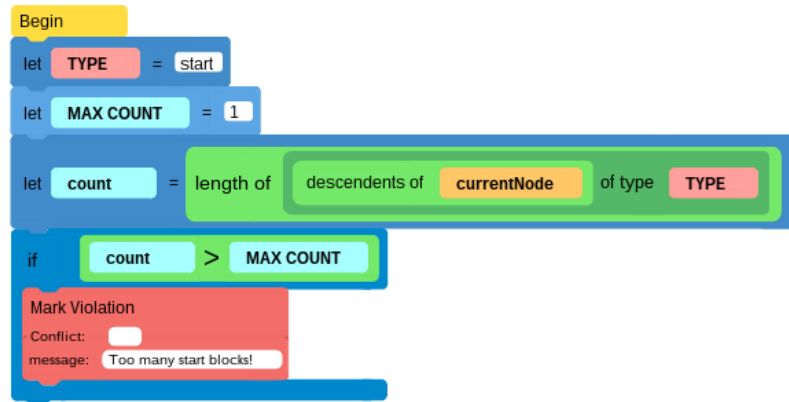 Begin
let TYPE = start
let MAX COUNT = 1
let count = length of descendents of currentNode of type TYPE
if count > MAX COUNT
Mark Violation
Conflict:
message: Too many start blocks!